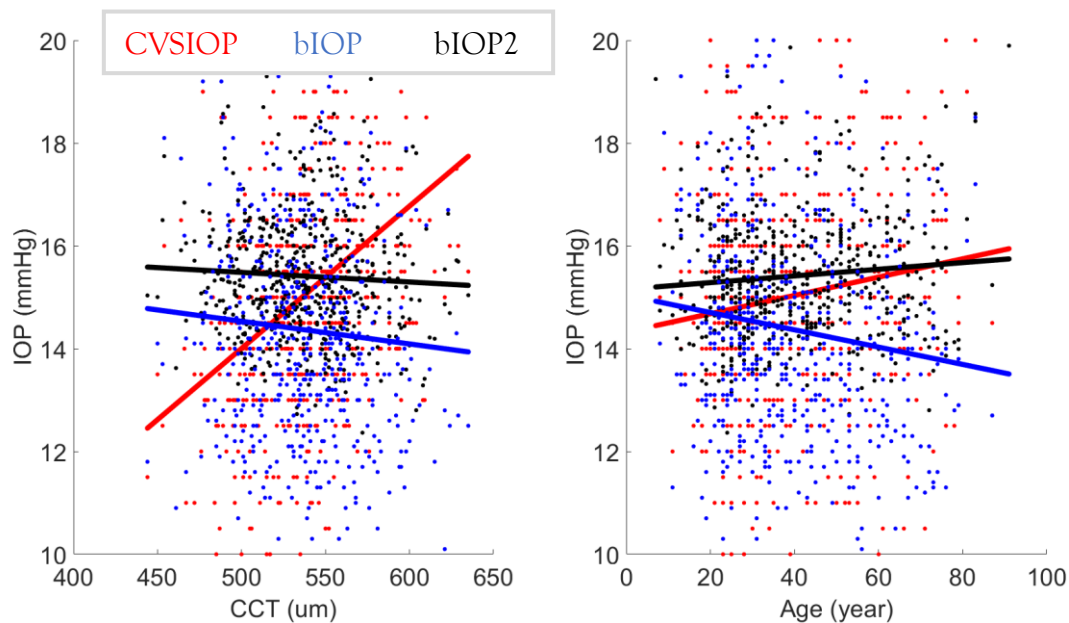 CVSIOP bIOP bIOP2
20
18
16
14
12
10
IOP (mmHg)
400 450 500 550 600 650
CCT (um)
20
18
16
14
12
10
IOP (mmHg)
0 20 40 60 80 100
Age (year)